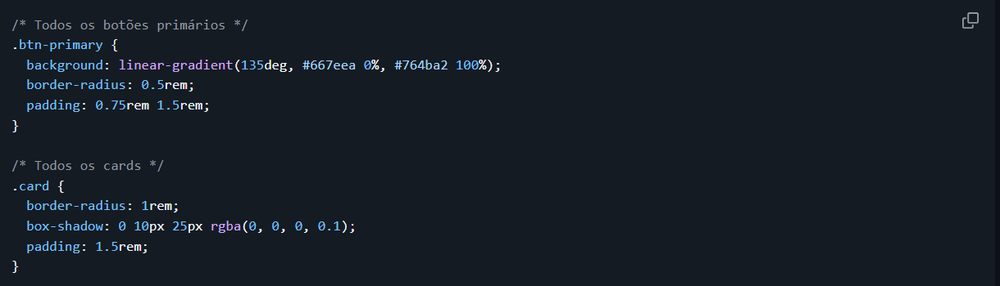 /* Todos os botões primários */
.btn-primary {
  background: linear-gradient(135deg, #667eea 0%, #764ba2 100%);
  border-radius: 0.5rem;
  padding: 0.75rem 1.5rem;
}

/* Todos os cards */
.card {
  border-radius: 1rem;
  box-shadow: 0 10px 25px rgba(0, 0, 0, 0.1);
  padding: 1.5rem;
}